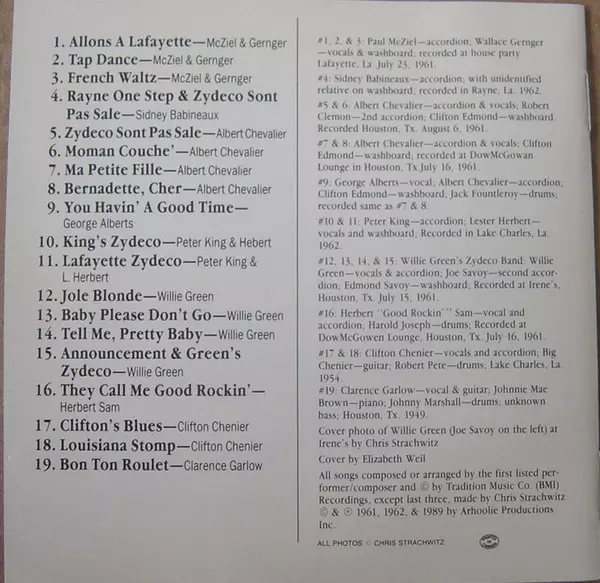 1. Allons A Lafayette—McZiel & Gernger
2. Tap Dance—McZiel & Gernger
3. French Waltz—McZiel & Gernger
4. Rayne One Step & Zydeco Sont
Pas Sale—Sidney Babineaux
5. Zydeco Sont Pas Sale—Albert Chevalier
6. Moman Couche'—Albert Chevalier
7. Ma Petite Fille—Albert Chevalier
8. Bernadette, Cher—Albert Chevalier
9. You Havin' A Good Time—
George Alberts
10. King's Zydeco—Peter King & Hebert
11. Lafayette Zydeco—Peter King &
L. Herbert
12. Jole Blonde—Willie Green
13. Baby Please Don't Go—Willie Green
14. Tell Me, Pretty Baby—Willie Green
15. Announcement & Green's
Zydeco—Willie Green
16. They Call Me Good Rockin'—
Herbert Sam
17. Clifton's Blues—Clifton Chenier
18. Louisiana Stomp—Clifton Chenier
19. Bon Ton Roulet—Clarence Garlow
#1, 2, & 3: Paul McZiel—accordion; Wallace Gernger
—vocals & washboard; recorded at house party
Lafayette, La. July 23, 1961.
#4: Sidney Babineaux—accordion; with unidentified
relative on washboard; recorded in Rayne, La. 1962.
#5 & 6: Albert Chevalier—accordion & vocals; Robert
Clemon—2nd accordion; Clifton Edmond—washboard.
Recorded Houston, Tx. August 6, 1961.
#7 & 8: Albert Chevalier—accordion & vocals; Clifton
Edmond—washboard; recorded at DowMcGowan
Lounge in Houston, Tx July 16, 1961.
#9: George Alberts—vocal; Albert Chevalier—accordion;
Clifton Edmond—washboard; Jack Fountleroy—drums;
recorded same as #7 & 8.
#10 & 11: Peter King—accordion; Lester Herbert—
vocals and washboard; Recorded in Lake Charles, La.
1962.
#12, 13, 14, & 15: Willie Green's Zydeco Band: Willie
Green—vocals & accordion; Joe Savoy—second accor-
dion; Edmund Savoy—washboard; Recorded at Irene's,
Houston, Tx. July 15, 1961.
#16: Herbert "Good Rockin'" Sam—vocal and
accordion; Harold Joseph—drums; Recorded at
DowMcGowen Lounge, Houston, Tx. July 16, 1961.
#17 & 18: Clifton Chenier—vocals and accordion; Big
Chenier—guitar; Robert Pete—drums; Lake Charles, La.
1954.
#19: Clarence Garlow—vocal & guitar; Johnnie Mae
Brown—piano; Johnny Marshall—drums; unknown
bass; Houston, Tx. 1949.
Cover photo of Willie Green (Joe Savoy on the left) at
Irene's by Chris Strachwitz
Cover by Elizabeth Weil
All songs composed or arranged by the first listed per-
former/composer and © by Tradition Music Co. (BMI)
Recordings, except last three, made by Chris Strachwitz
© & ℗ 1961, 1962, & 1989 by Arhoolie Productions
Inc.
ALL PHOTOS © CHRIS STRACHWITZ